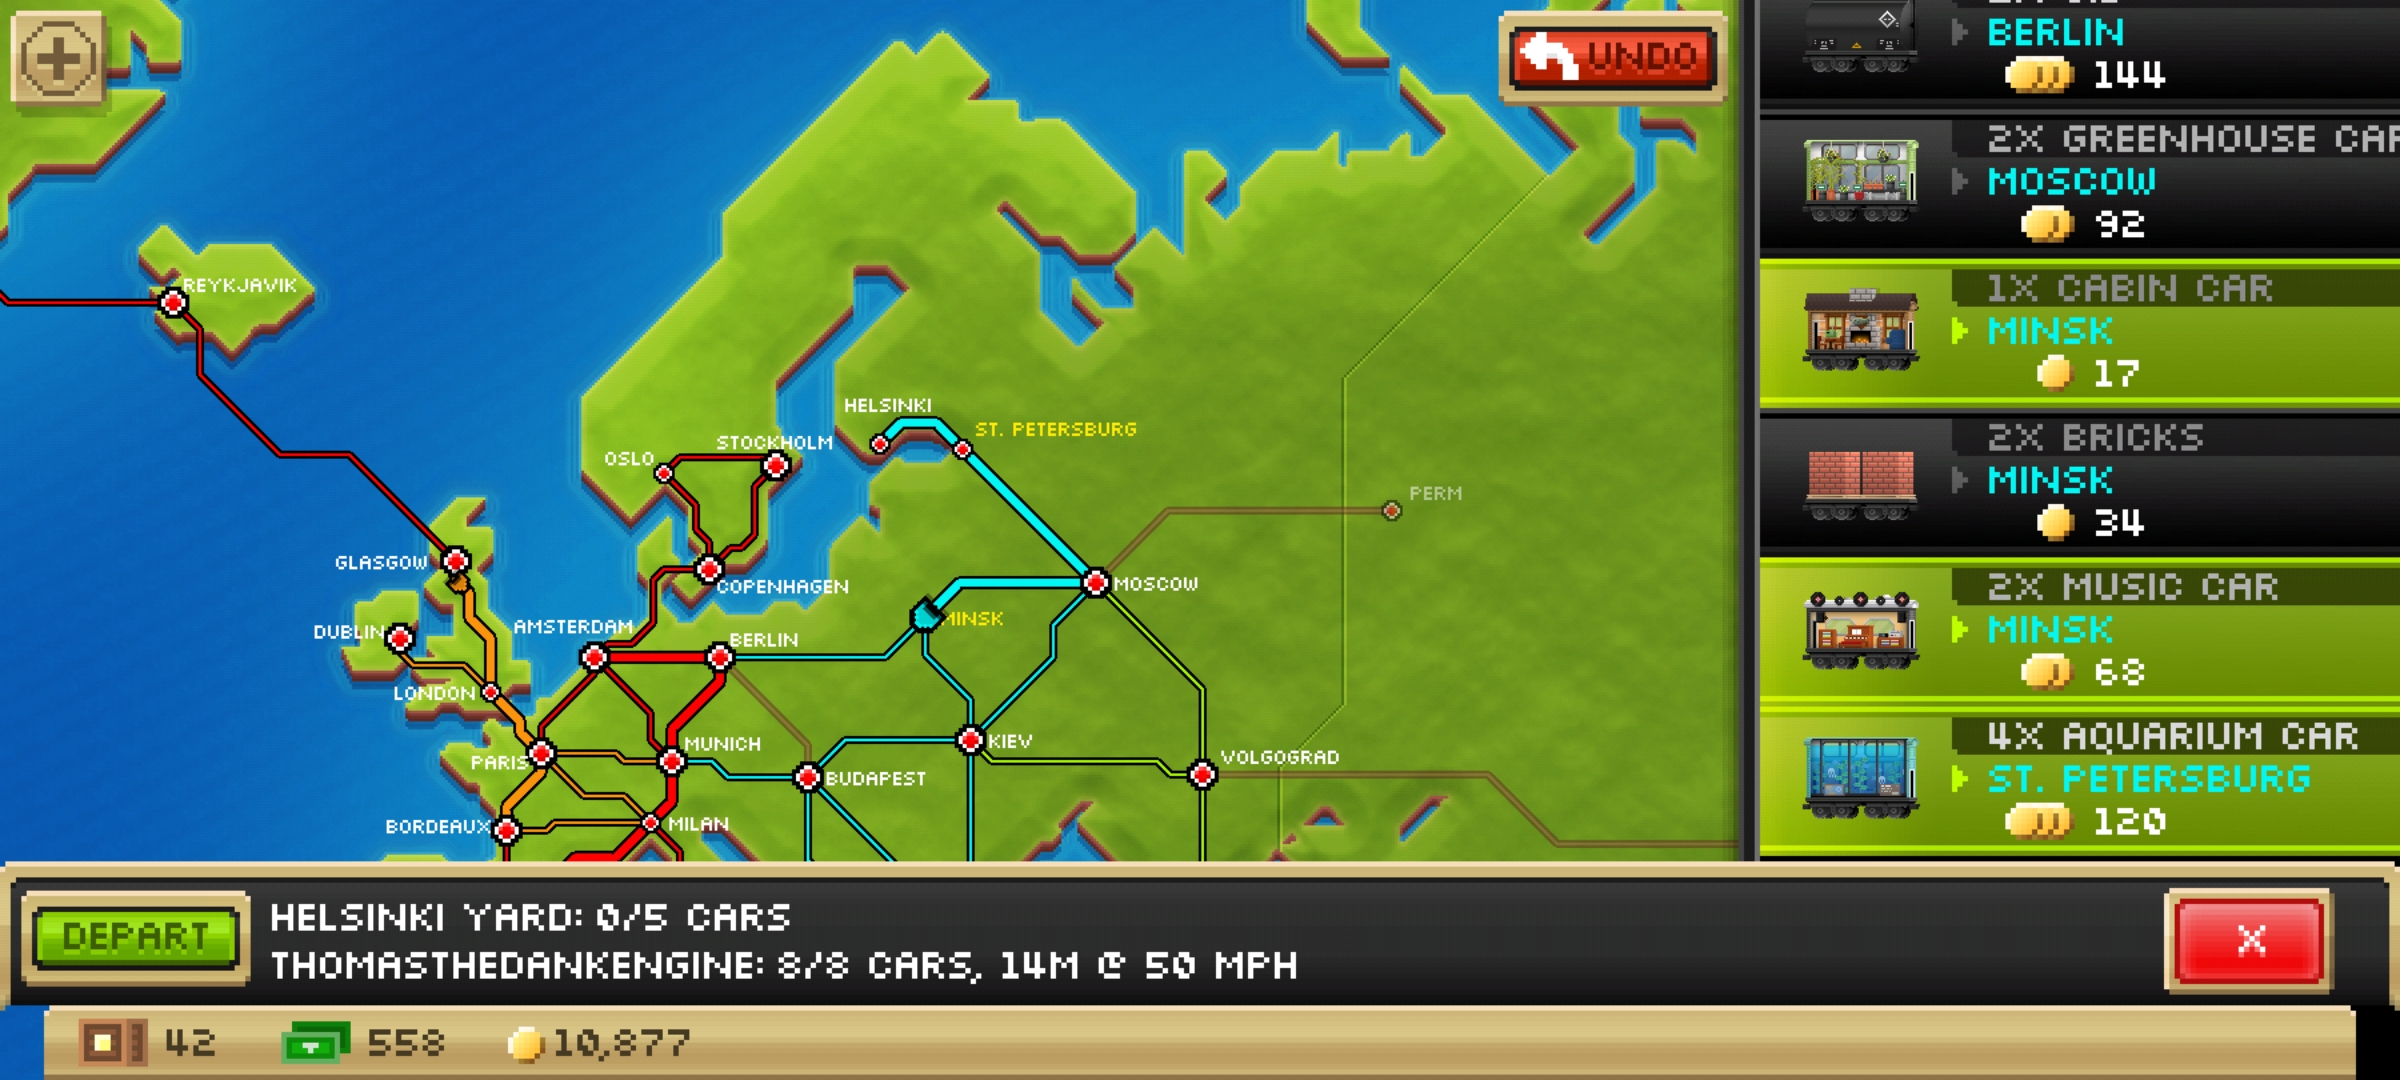 UNDO
BERLIN
144
2X GREENHOUSE CAR
MOSCOW
92
1X CABIN CAR
MINSK
17
2X BRICKS
MINSK
34
2X MUSIC CAR
MINSK
68
4X AQUARIUM CAR
ST. PETERSBURG
120
REYKJAVIK
HELSINKI
ST. PETERSBURG
STOCKHOLM
OSLO
PERM
GLASGOW
COPENHAGEN
MOSCOW
MINSK
DUBLIN
AMSTERDAM
BERLIN
LONDON
MUNICH
KIEV
PARIS
BUDAPEST
VOLGOGRAD
BORDEAUX
MILAN
DEPART
HELSINKI YARD: 0/5 CARS
THOMASTHEDANKENGINE: 8/8 CARS, 14M @ 50 MPH
X
42
558
10,877